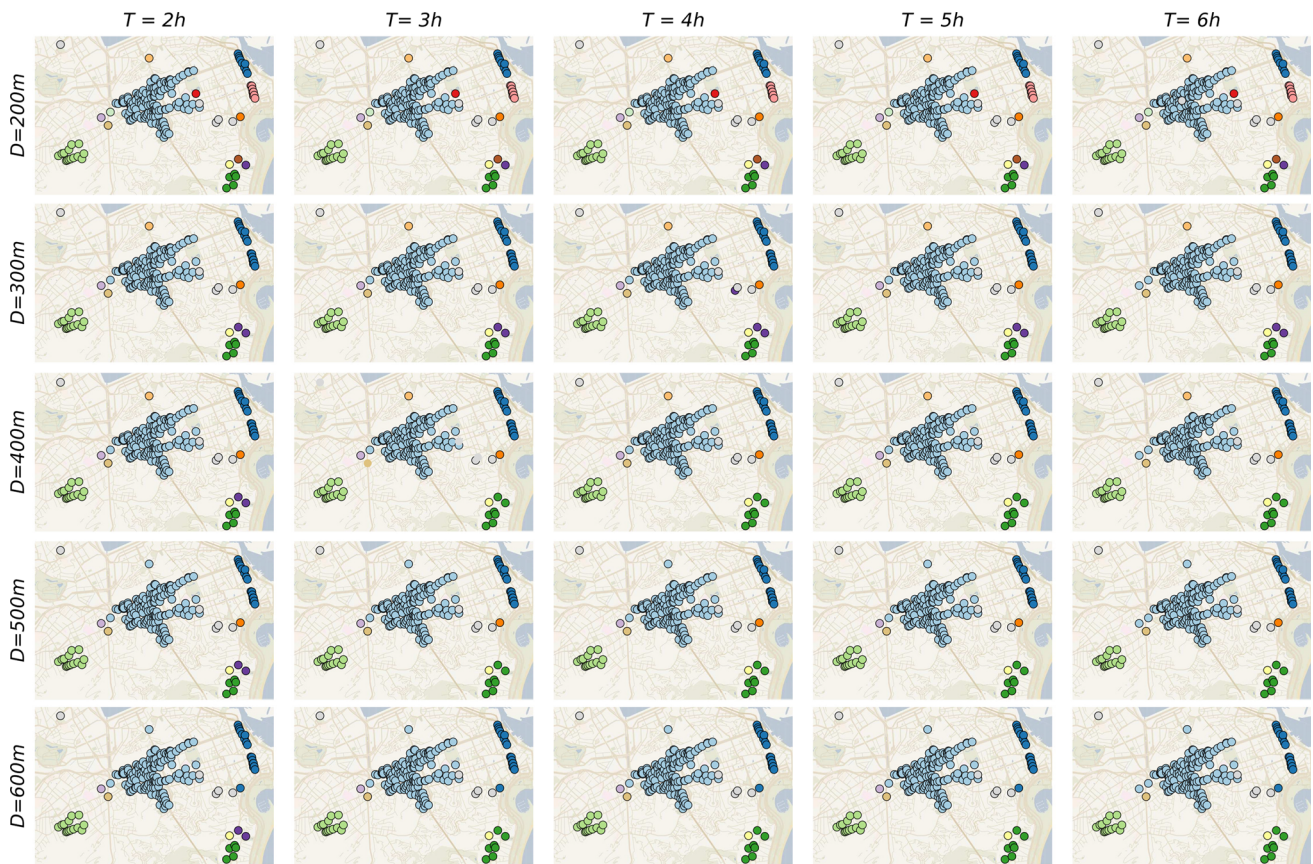 T = 2h
T= 3h
T = 4h
T = 5h
T = 6h
D=200m
D=300m
D=400m
D=500m
D=600m